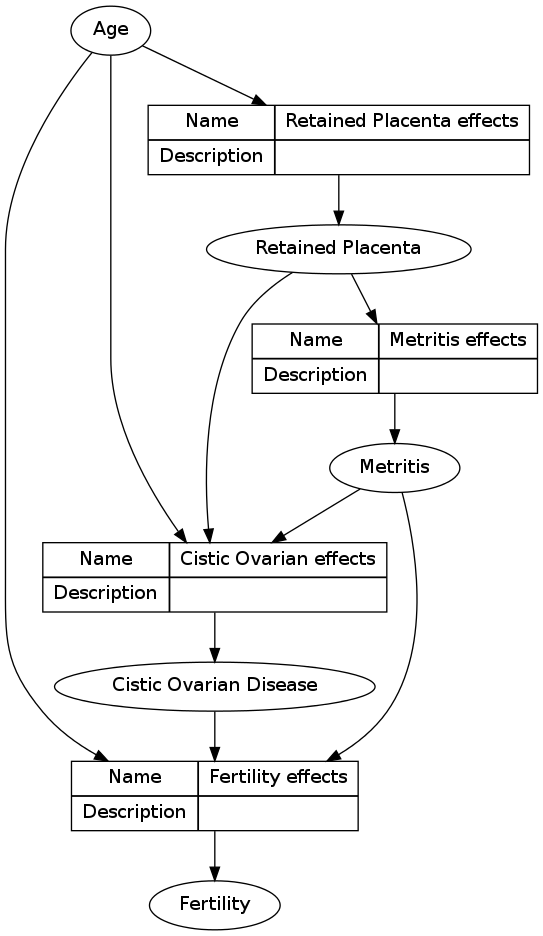 Age
Name Retained Placenta effects
Description
Retained Placenta
Name Metritis effects
Description
Metritis
Name Cistic Ovarian effects
Description
Cistic Ovarian Disease
Name Fertility effects
Description
Fertility